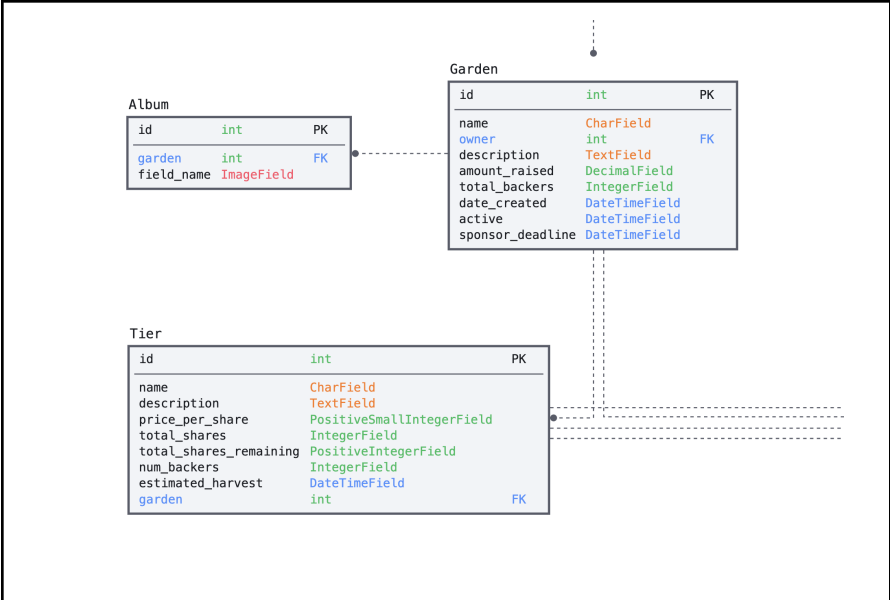 Album
id int PK
garden int FK
field_name ImageField
Garden
id int PK
name CharField
owner int FK
description TextField
amount_raised DecimalField
total_backers IntegerField
date_created DateTimeField
active DateTimeField
sponsor_deadline DateTimeField
Tier
id int PK
name CharField
description TextField
price_per_share PositiveSmallIntegerField
total_shares IntegerField
total_shares_remaining PositiveIntegerField
num_backers IntegerField
estimated_harvest DateTimeField
garden int FK